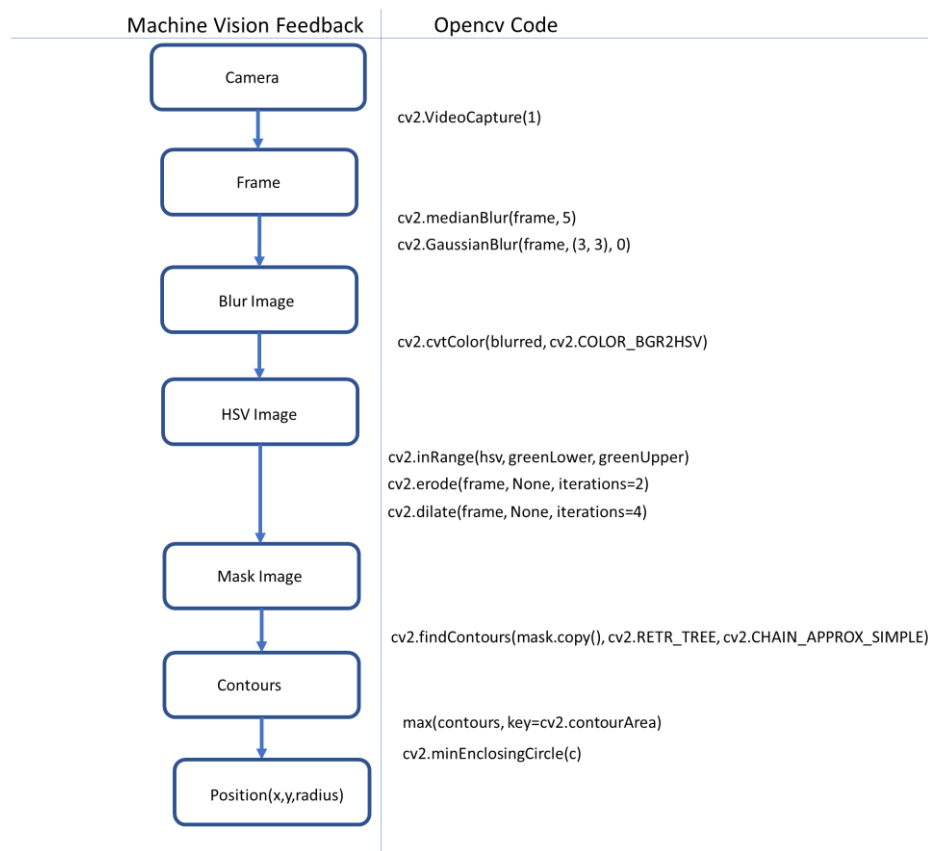 Machine Vision Feedback
Opencv Code
Camera
cv2.VideoCapture(1)
Frame
cv2.medianBlur(frame, 5)
cv2.GaussianBlur(frame, (3, 3), 0)
Blur Image
cv2.cvtColor(blurred, cv2.COLOR_BGR2HSV)
HSV Image
cv2.inRange(hsv, greenLower, greenUpper)
cv2.erode(frame, None, iterations=2)
cv2.dilate(frame, None, iterations=4)
Mask Image
cv2.findContours(mask.copy(), cv2.RETR_TREE, cv2.CHAIN_APPROX_SIMPLE)
Contours
max(contours, key=cv2.contourArea)
cv2.minEnclosingCircle(c)
Position(x,y,radius)